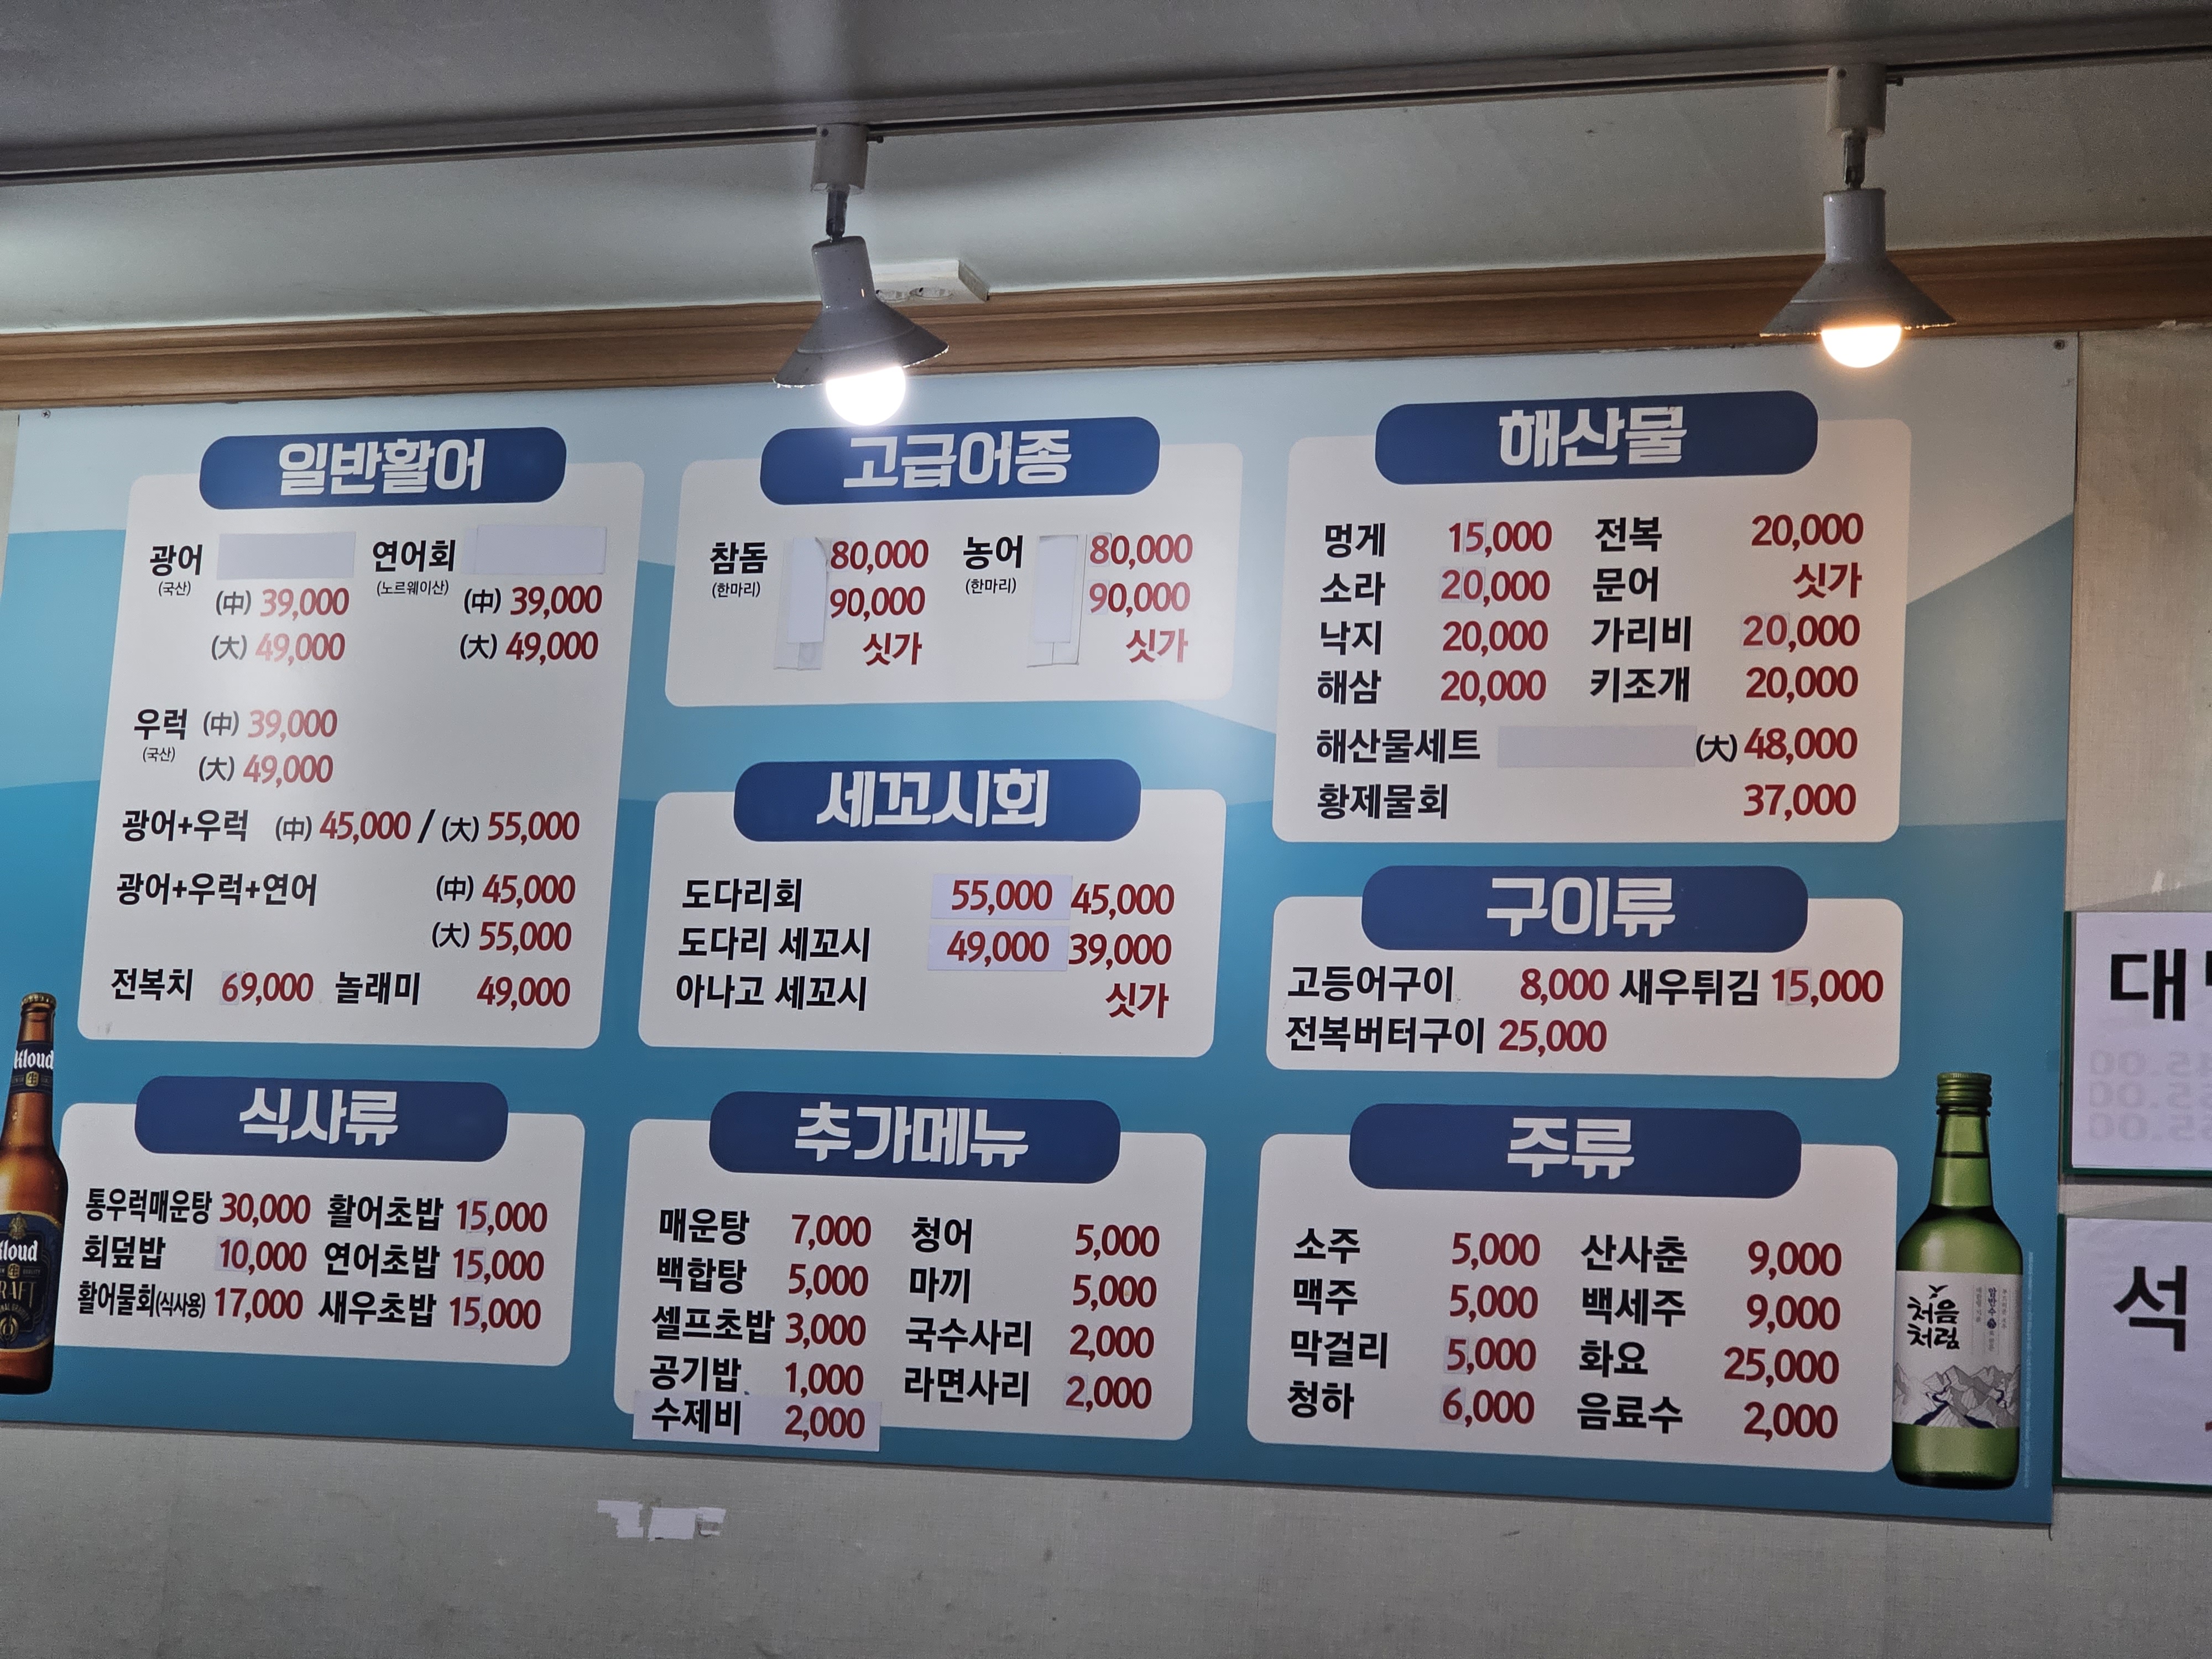 일반활어
광어 연어회
(국산) (노르웨이산)
(中) 39,000 (中) 39,000
(大) 49,000 (大) 49,000
우럭 (中) 39,000
(국산)
(大) 49,000
광어+우럭 (中) 45,000 / (大) 55,000
광어+우럭+연어 (中) 45,000
(大) 55,000
전복치 69,000 놀래미 49,000
고급어종
참돔 80,000 농어 80,000
(한마리) 90,000 (한마리) 90,000
싯가 싯가
세꼬시회
도다리회 55,000 45,000
도다리 세꼬시 49,000 39,000
아나고 세꼬시 싯가
해산물
멍게 15,000 전복 20,000
소라 20,000 문어 싯가
낙지 20,000 가리비 20,000
해삼 20,000 키조개 20,000
해산물세트 (大) 48,000
황제물회 37,000
구이류
고등어구이 8,000 새우튀김 15,000
전복버터구이 25,000
식사류
통우럭매운탕 30,000 활어초밥 15,000
회덮밥 10,000 연어초밥 15,000
활어물회(식사용) 17,000 새우초밥 15,000
추가메뉴
매운탕 7,000 청어 5,000
백합탕 5,000 마끼 5,000
셀프초밥 3,000 국수사리 2,000
공기밥 1,000 라면사리 2,000
수제비 2,000
주류
소주 5,000 산사춘 9,000
맥주 5,000 백세주 9,000
막걸리 5,000 화요 25,000
청하 6,000 음료수 2,000
Kloud
Kloud
처음
처럼
대
석